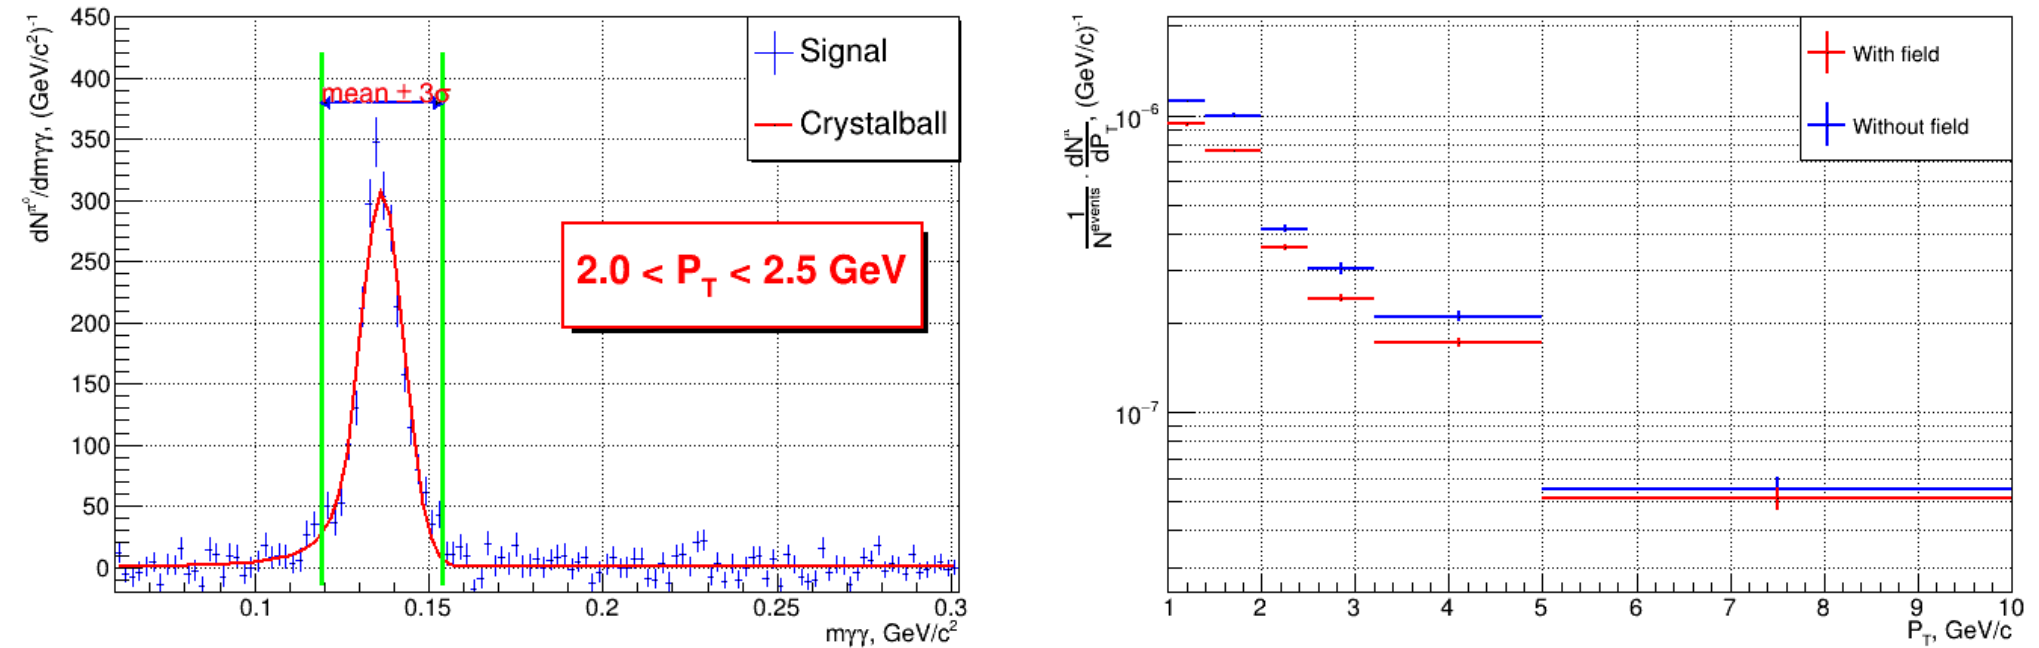 450
400
350
300
250
200
150
100
50
0
dN^π⁰/dmγγ, (GeV/c²)⁻¹
mean ± 3σ
Signal
Crystalball
2.0 < P_T < 2.5 GeV
0.1 0.15 0.2 0.25 0.3
mγγ, GeV/c²
1/N^events · dN^π/dP_T, (GeV/c)⁻¹
10⁻⁶
10⁻⁷
With field
Without field
1 2 3 4 5 6 7 8 9 10
P_T, GeV/c